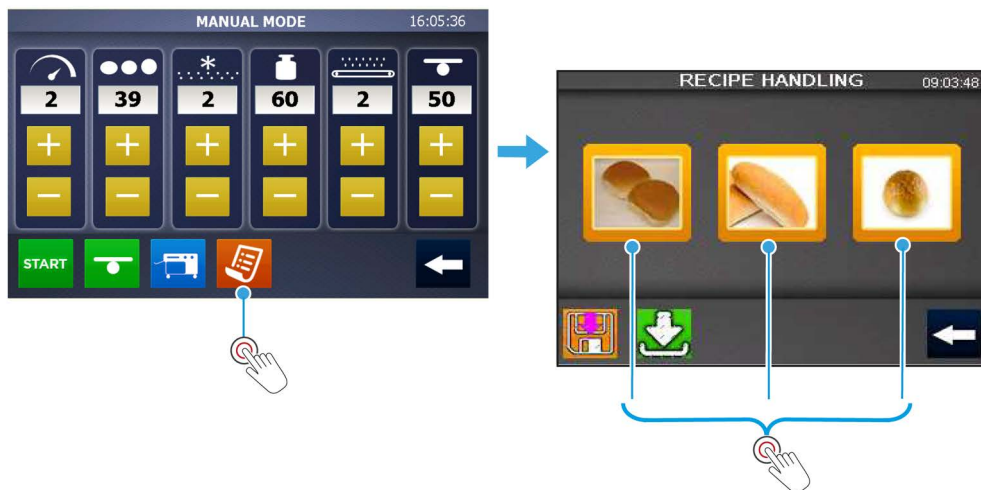 MANUAL MODE 16:05:36
2 39 2 60 2 50
START
RECIPE HANDLING 09:03:48